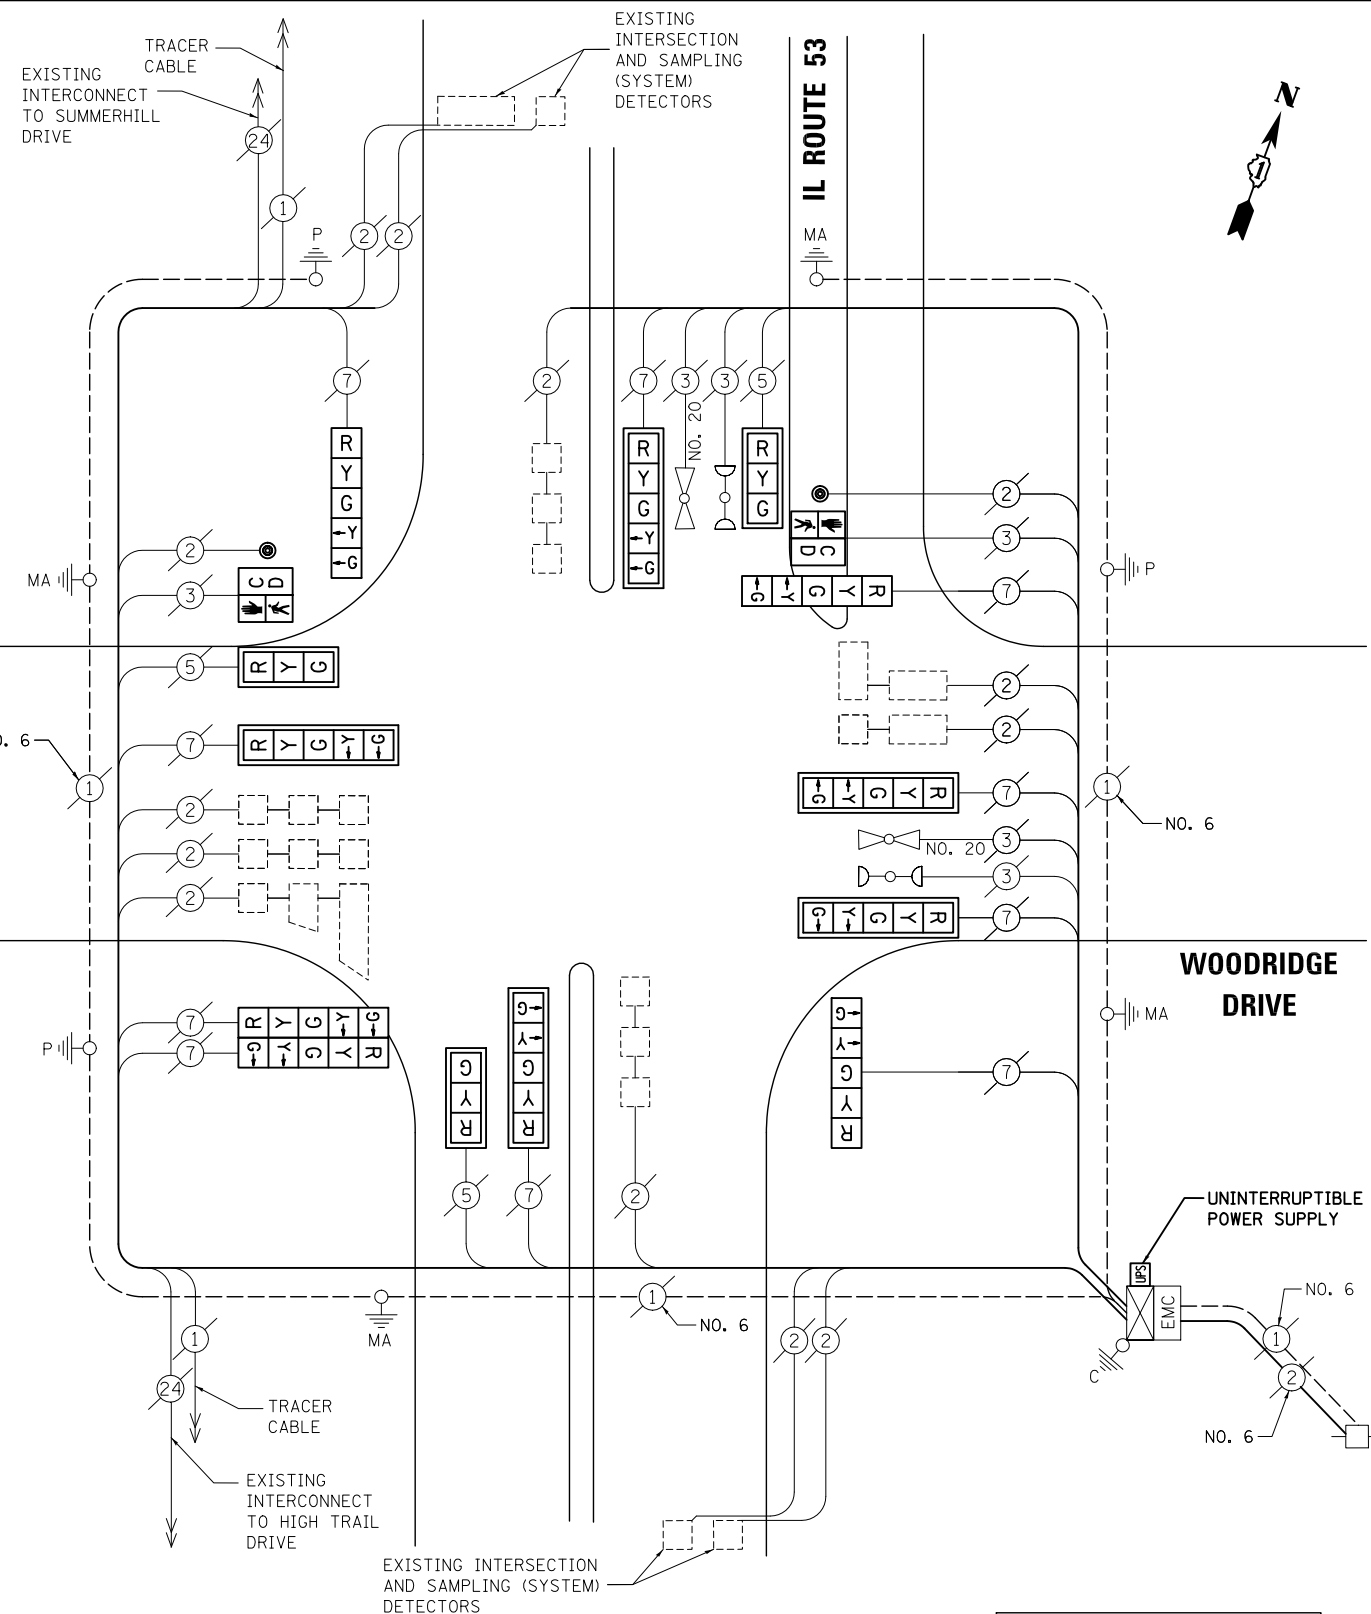 EXISTING
INTERSECTION
AND SAMPLING
(SYSTEM)
DETECTORS
TRACER
CABLE
EXISTING
INTERCONNECT
TO SUMMERHILL
DRIVE
IL ROUTE 53
N
1
24
1
2
2
P
MA
7
2
7
3
3
5
NO. 20
R
Y
G
Y
G
R
Y
G
Y
G
R
Y
G
2
3
7
C
D
G Y G Y R
P
MA
2
3
C D
5
R Y G
7
R Y G Y G
2
2
2
NO. 6
1
2
2
7
G Y G Y R
3
NO. 20
3
7
G Y G Y R
1
NO. 6
WOODRIDGE
DRIVE
MA
P
7
R Y G Y G
7
G Y G Y R
G
Y
R
G
Y
G
Y
R
G
Y
G
Y
R
7
5
7
2
UNINTERRUPTIBLE
POWER SUPPLY
UPS
EMC
C
NO. 6
1
2
NO. 6
MA
1
NO. 6
2
2
1
24
TRACER
CABLE
EXISTING
INTERCONNECT
TO HIGH TRAIL
DRIVE
EXISTING INTERSECTION
AND SAMPLING (SYSTEM)
DETECTORS